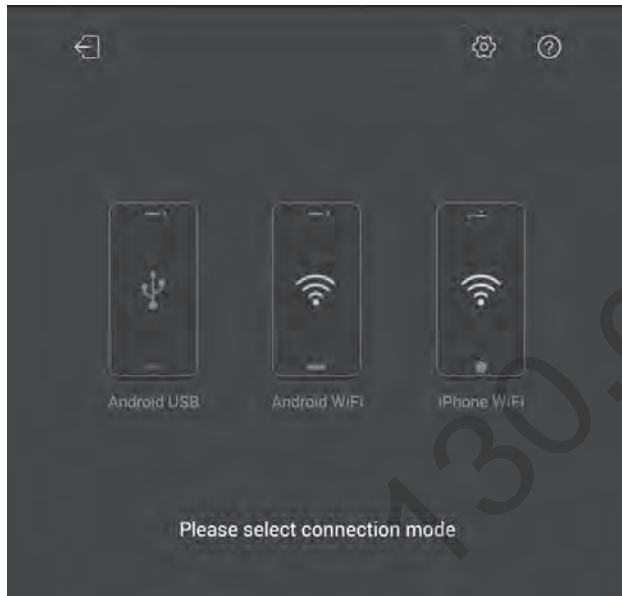 Android USB
Android WiFi
iPhone WiFi
Please select connection mode